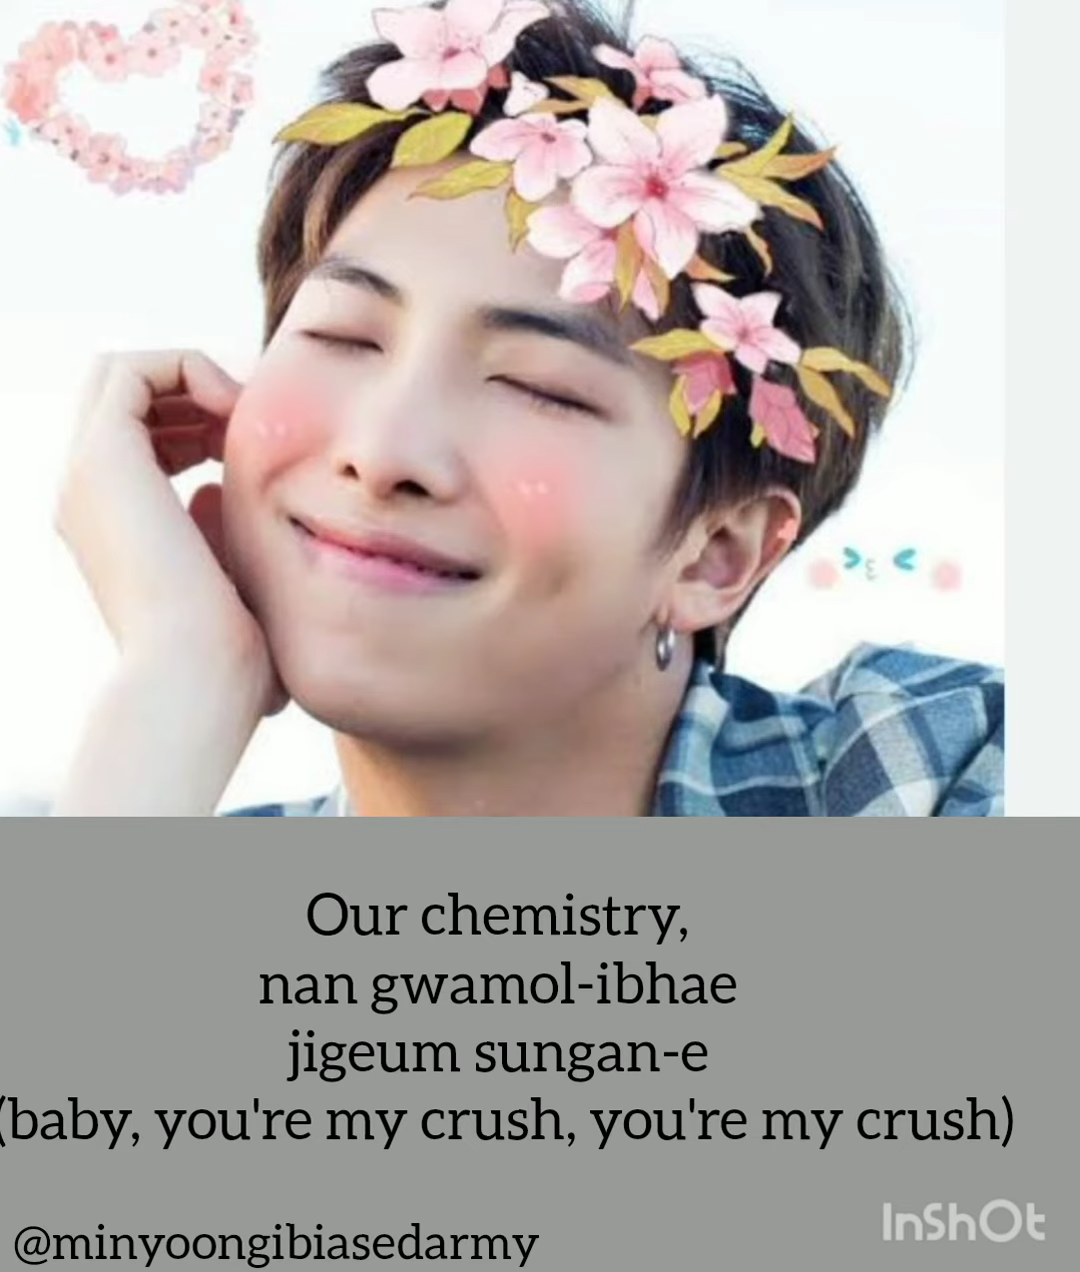 Our chemistry,
nan gwamol-ibhae
jigeum sungan-e
(baby, you're my crush, you're my crush)
@minyoongibiasedarmy
InShOt